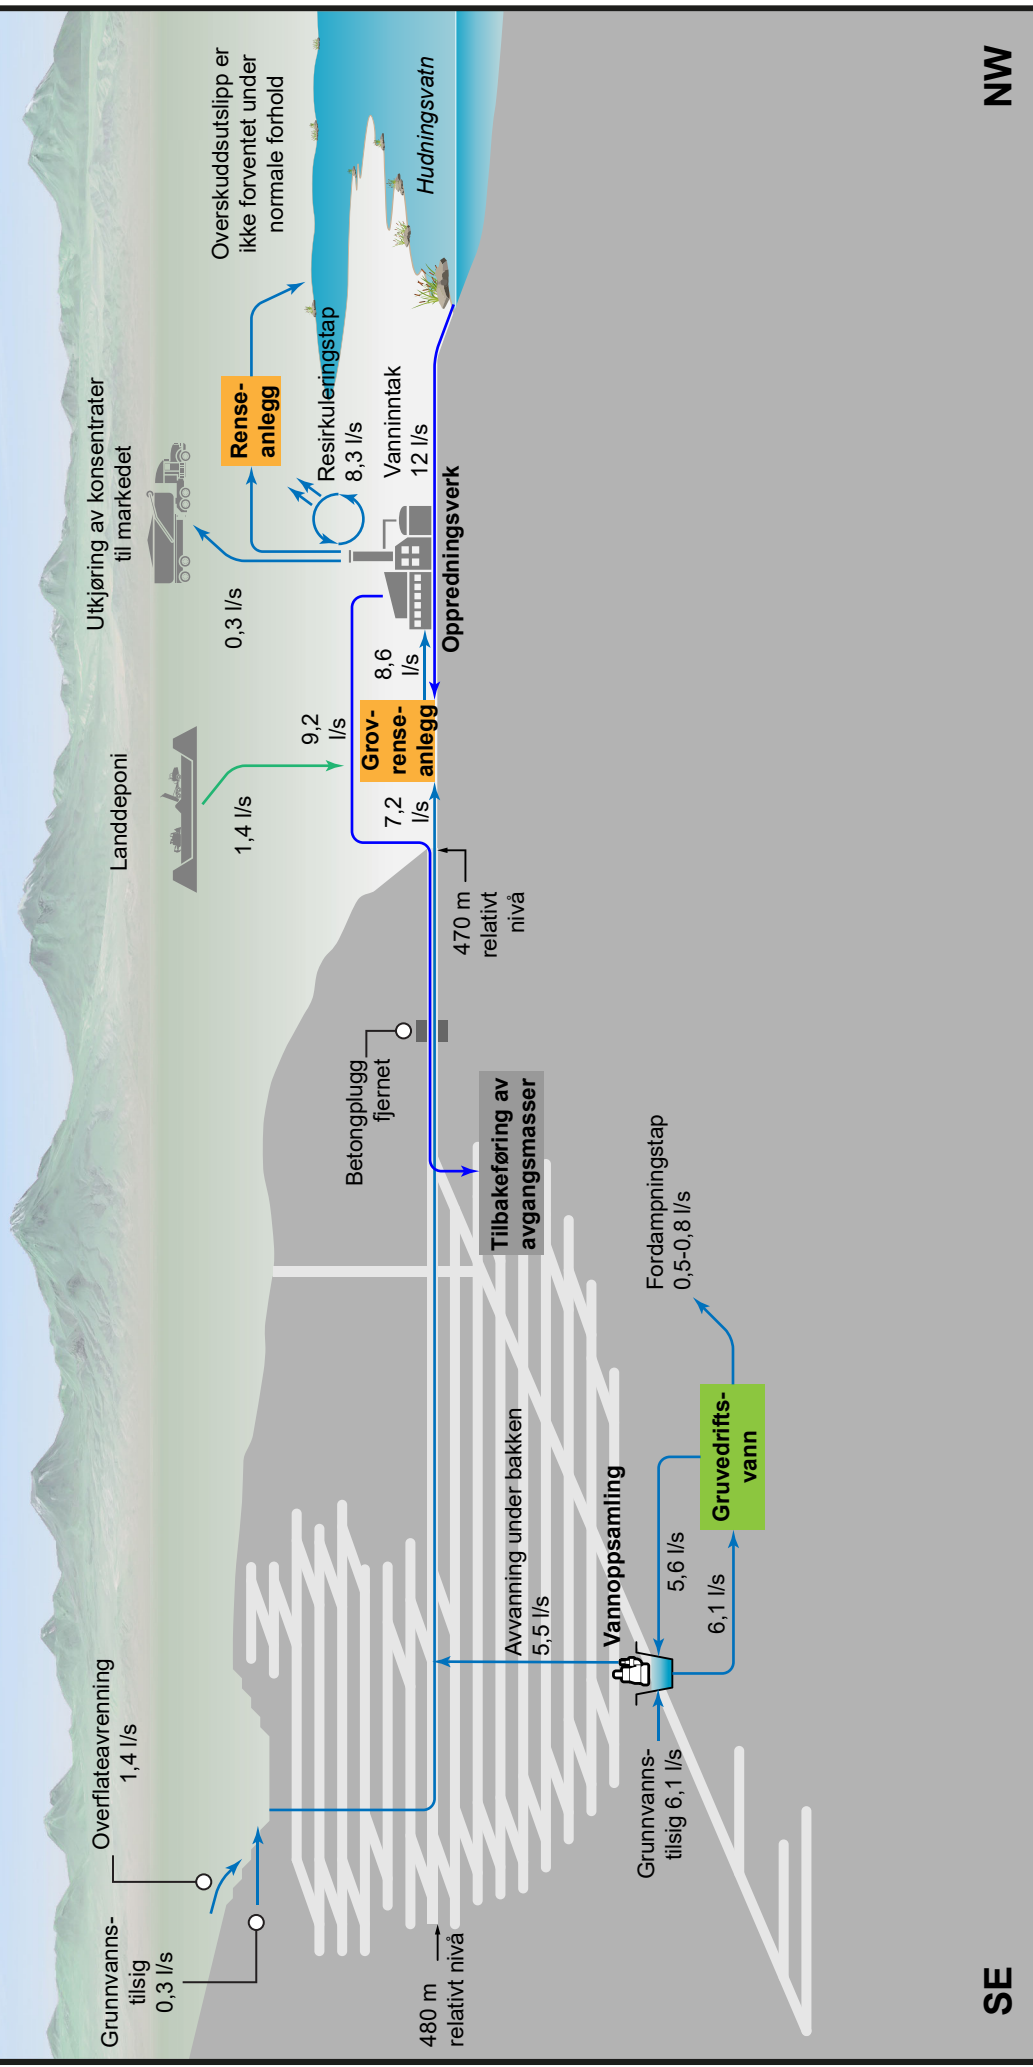 Grunnvanns-
tilsig
0,3 l/s
Overflateavrenning
1,4 l/s
Landdeponi
1,4 l/s
Utkjøring av konsentrater
til markedet
0,3 l/s
Rense-
anlegg
Overskuddsutslipp er
ikke forventet under
normale forhold
Resirkuleringstap
8,3 l/s
Vanninntak
12 l/s
Hudningsvatn
Oppredningsverk
8,6
l/s
9,2
l/s
Grov-
rense-
anlegg
7,2
l/s
470 m
relativt
nivå
Betongplugg
fjernet
Tilbakeføring av
avgangsmasser
480 m
relativt nivå
Avvanning under bakken
5,5 l/s
Vannoppsamling
Grunnvanns-
tilsig 6,1 l/s
5,6 l/s
6,1 l/s
Gruvedrifts-
vann
Fordampningstap
0,5-0,8 l/s
SE
NW